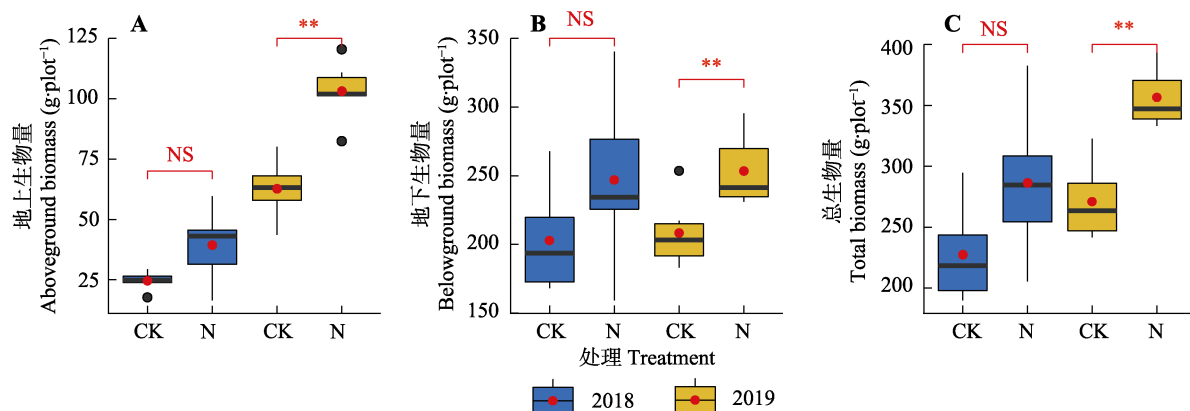 A
地上生物量
Aboveground biomass (g·plot⁻¹)
125
100
75
50
25
NS
**
CK
N
CK
N
B
地下生物量
Belowground biomass (g·plot⁻¹)
350
300
250
200
150
NS
**
CK
N
CK
N
C
总生物量
Total biomass (g·plot⁻¹)
400
350
300
250
200
NS
**
CK
N
CK
N
处理 Treatment
2018
2019